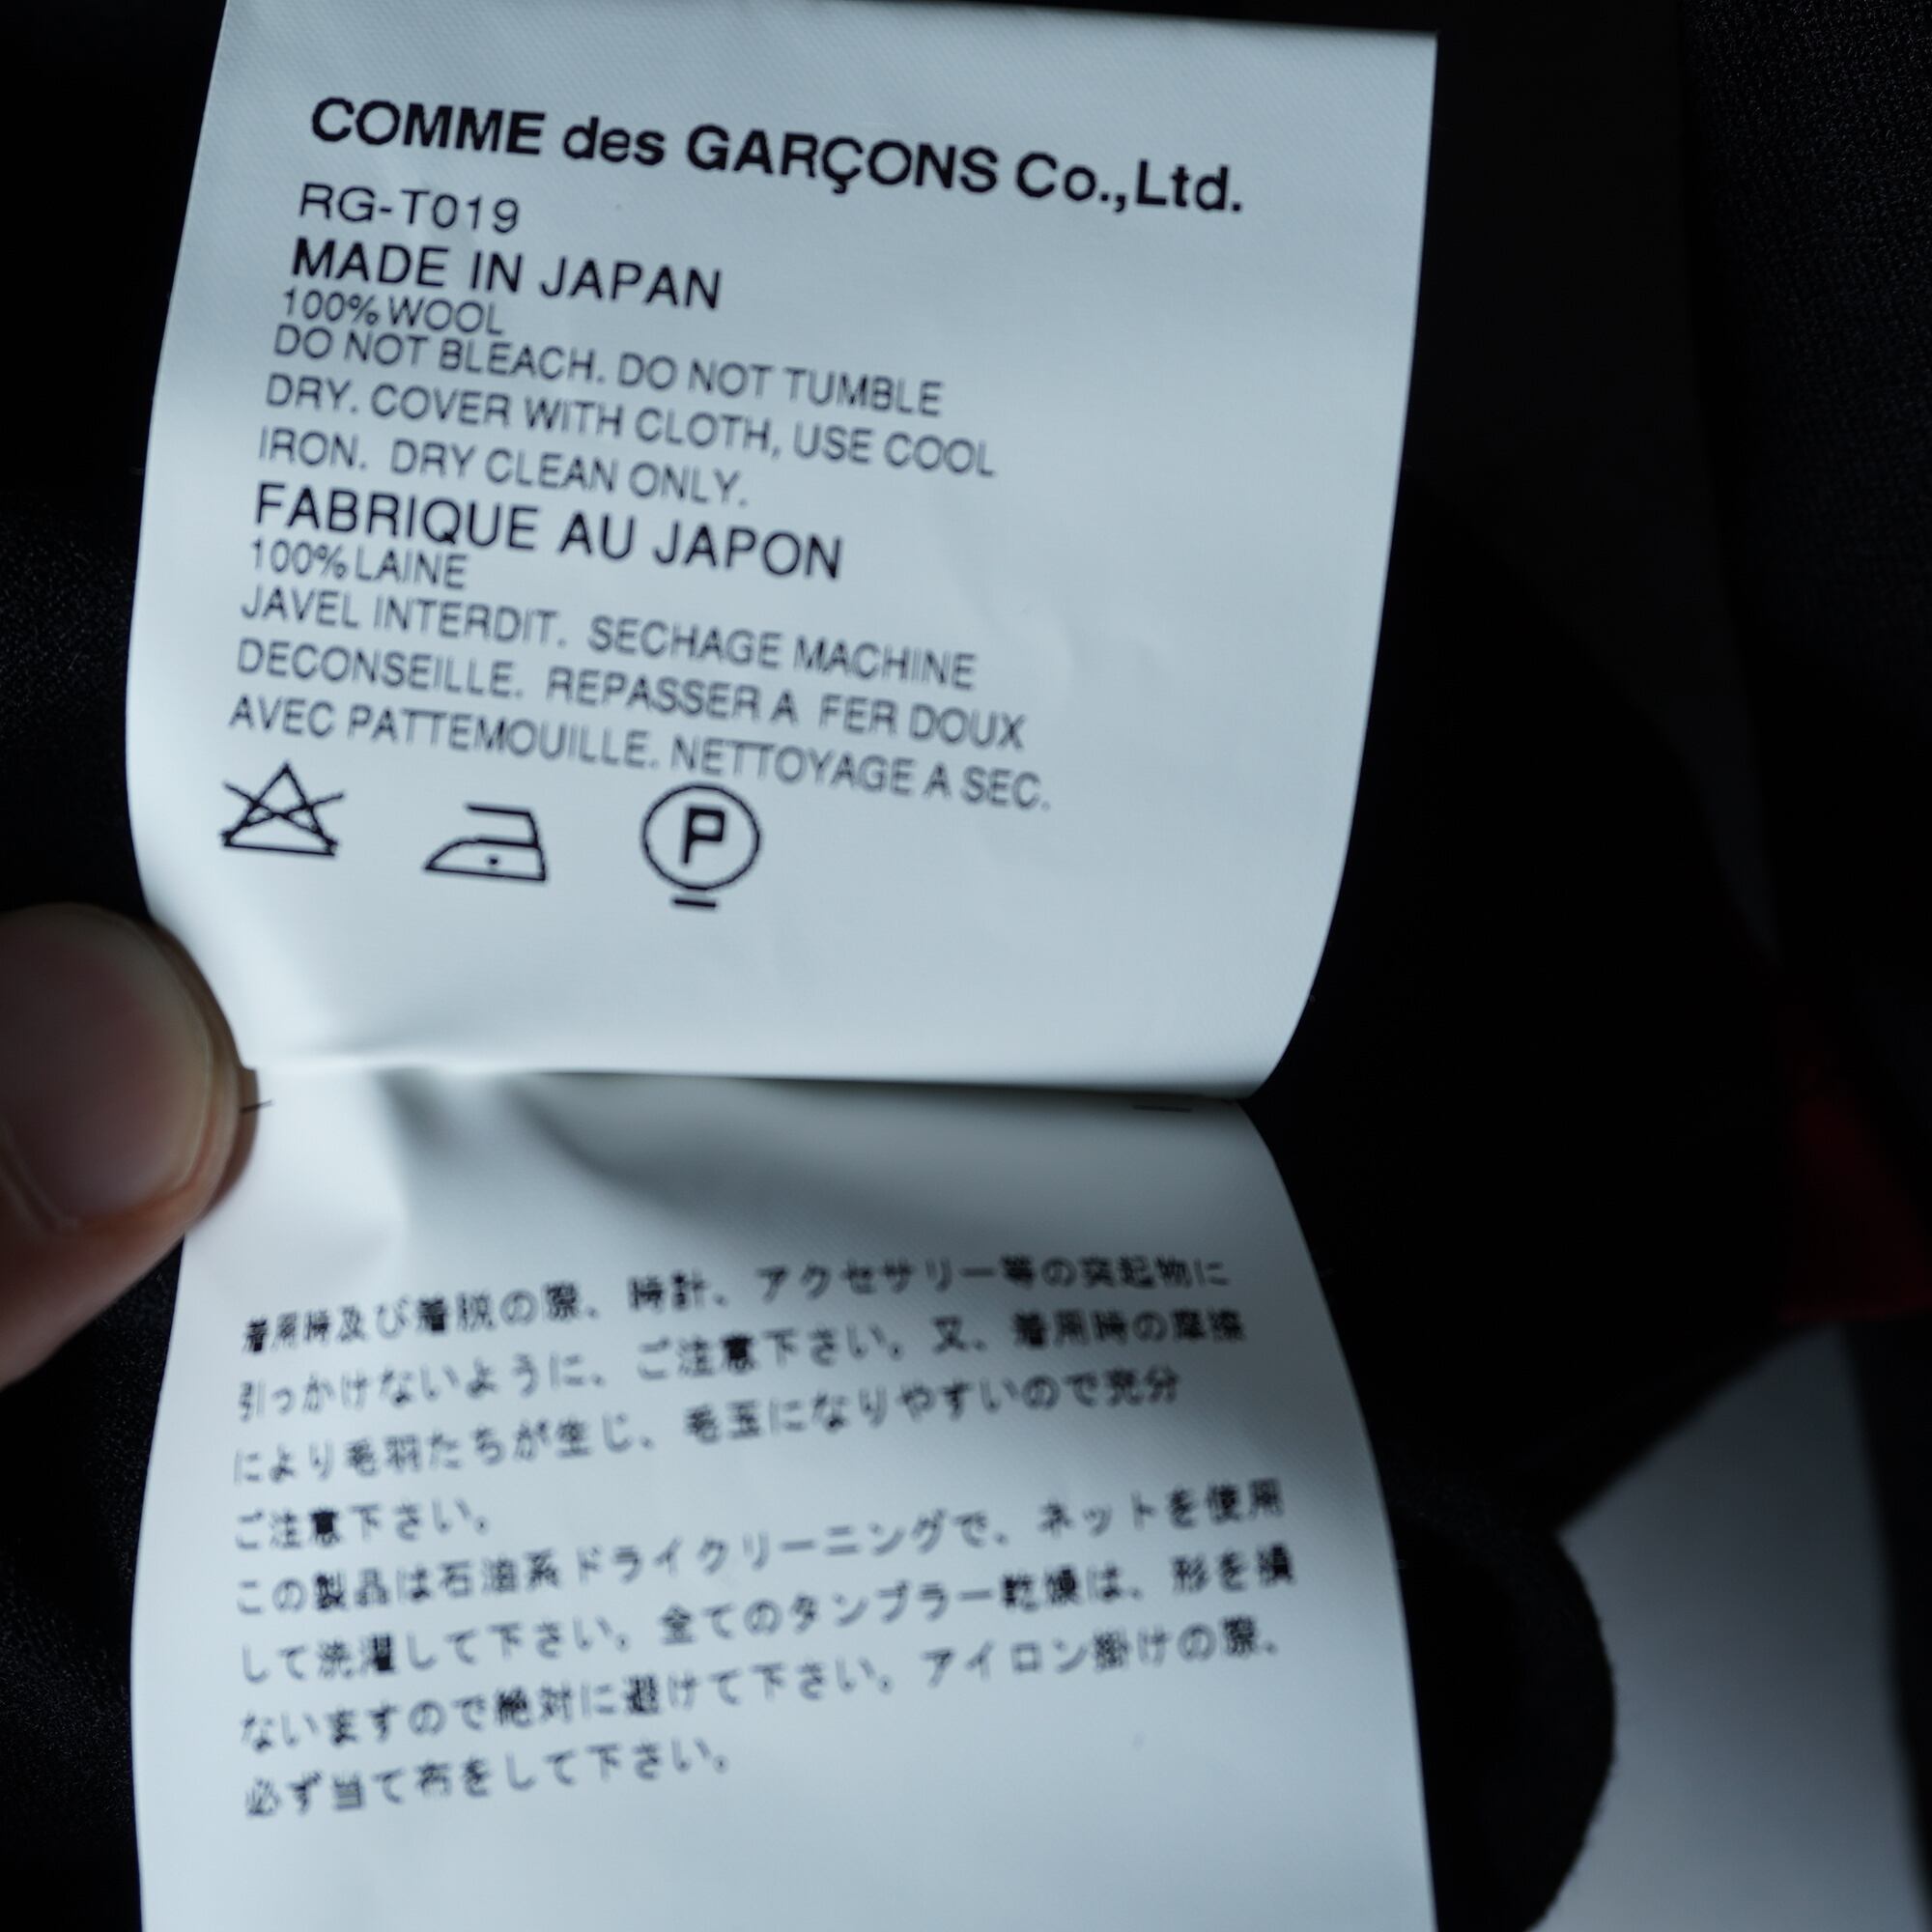 COMME des GARÇONS Co.,Ltd.
RG-T019
MADE IN JAPAN
100%WOOL
DO NOT BLEACH. DO NOT TUMBLE
DRY. COVER WITH CLOTH, USE COOL
IRON. DRY CLEAN ONLY.
FABRIQUE AU JAPON
100%LAINE
JAVEL INTERDIT. SECHAGE MACHINE
DECONSEILLE. REPASSER A FER DOUX
AVEC PATTEMOUILLE. NETTOYAGE A SEC.
P
着用時及び着脱の際、時計、アクセサリー等の突起物に
引っかけないように、ご注意下さい。又、着用時の摩擦
により毛羽たちが生じ、毛玉になりやすいので充分
ご注意下さい。
この製品は石油系ドライクリーニングで、ネットを使用
して洗濯して下さい。全てのタンブラー乾燥は、形を損
ないますので絶対に避けて下さい。アイロン掛けの際、
必ず当て布をして下さい。